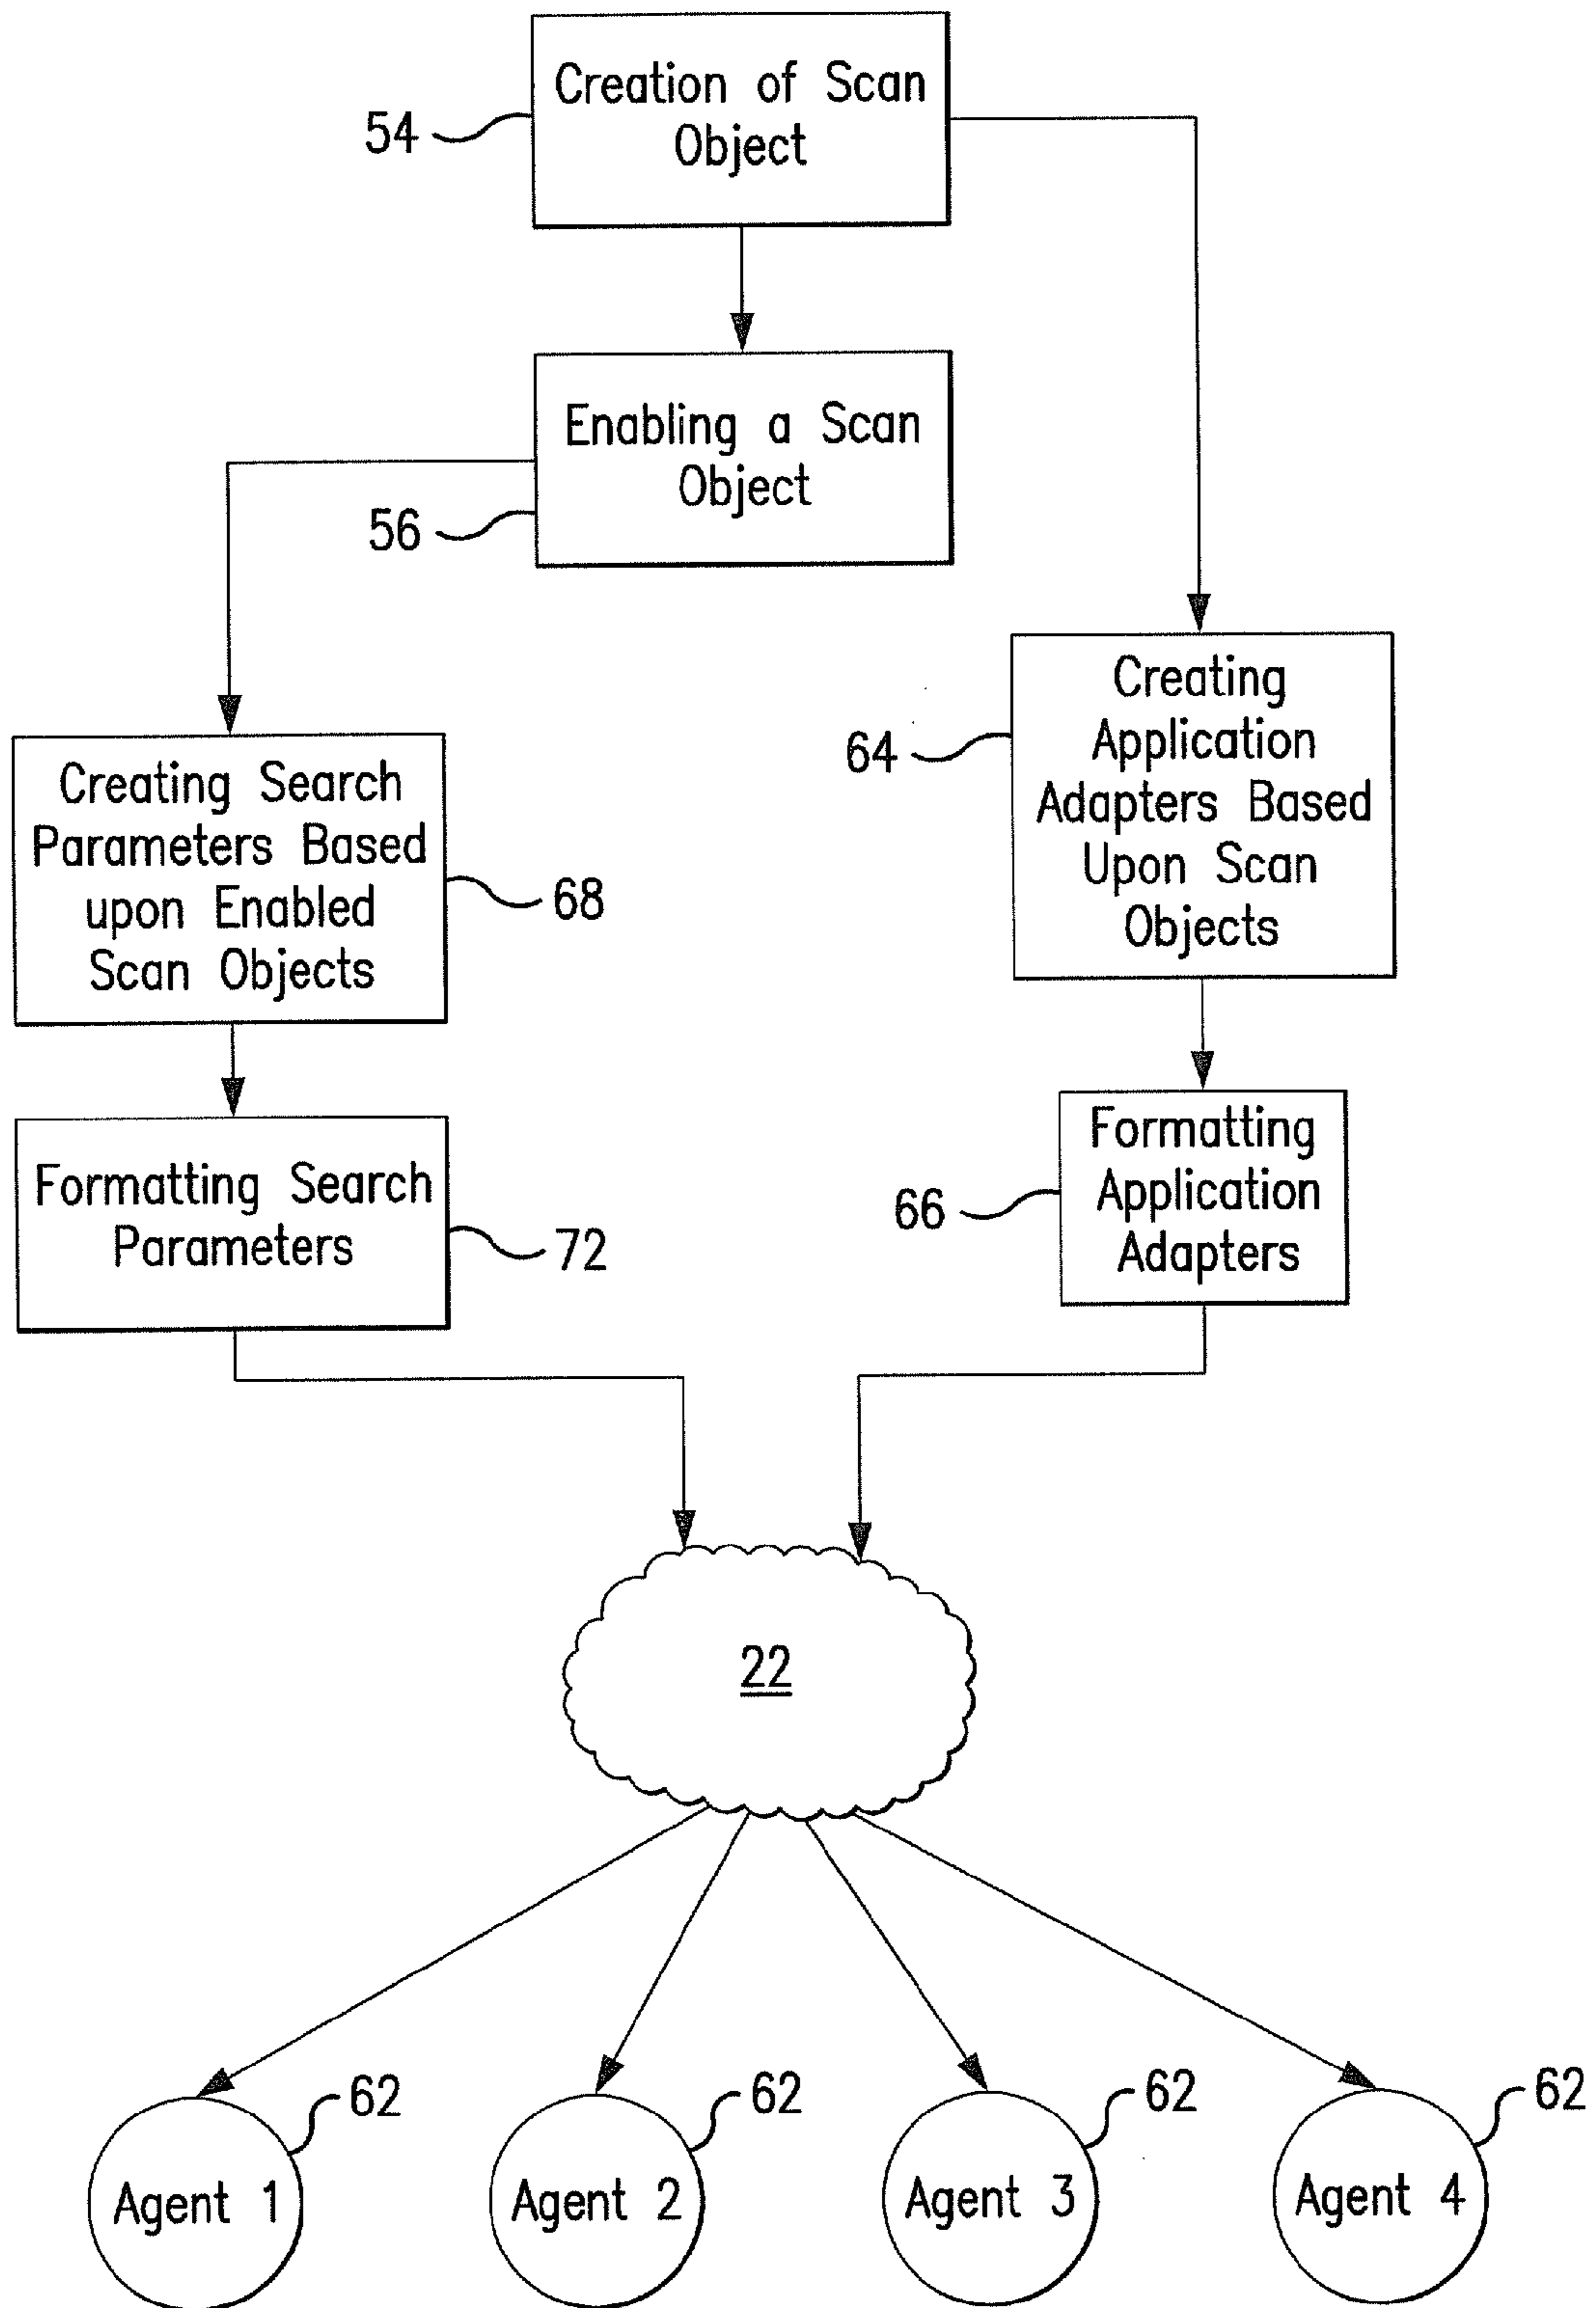 Creation of Scan
Object
54
Enabling a Scan
Object
56
Creating
Application
Adapters Based
Upon Scan
Objects
64
Creating Search
Parameters Based
upon Enabled
Scan Objects
68
Formatting
Application
Adapters
66
Formatting Search
Parameters
72
22
62
62
62
62
Agent 1
Agent 2
Agent 3
Agent 4